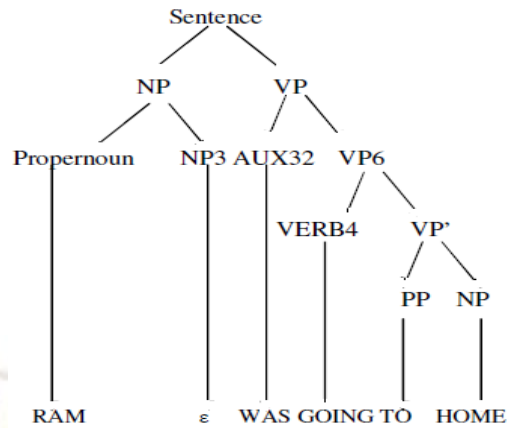 Sentence
NP VP
Propernoun NP3 AUX32 VP6
VERB4 VP'
PP NP
RAM ε WAS GOING TO HOME